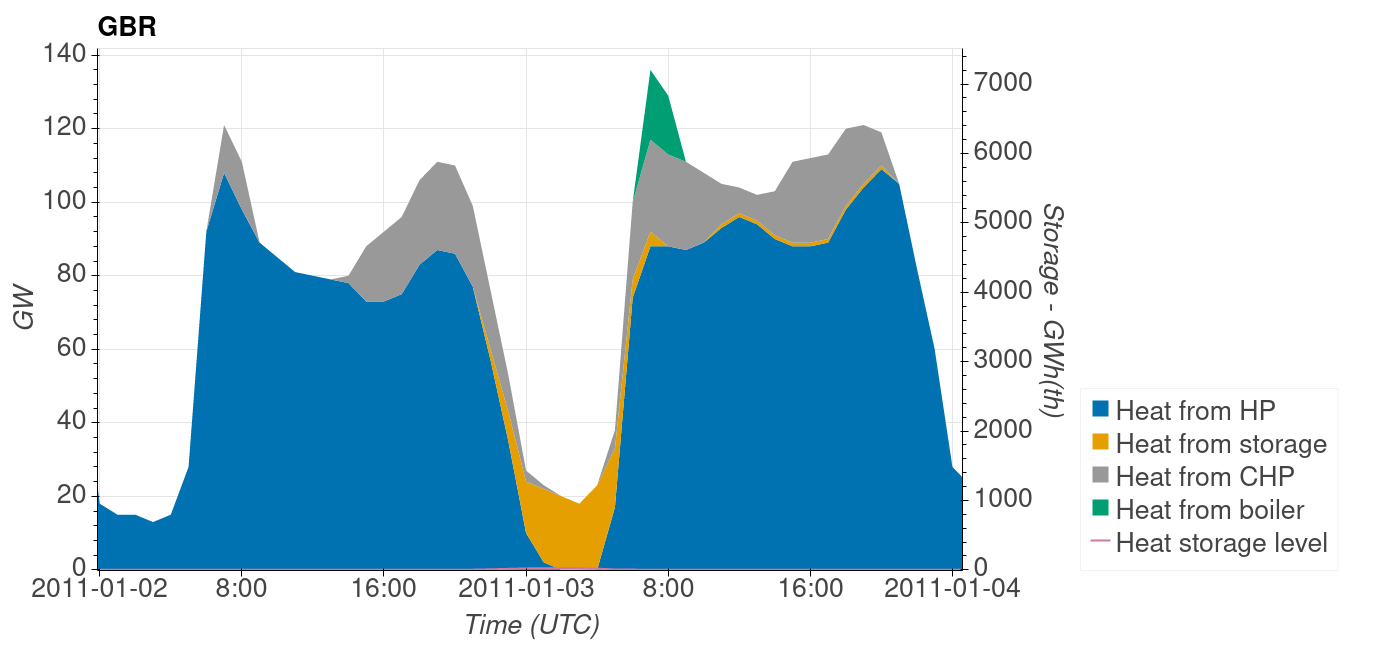 GBR
140
120
100
80
60
40
20
0
GW
7000
6000
5000
4000
3000
2000
1000
0
Storage - GWh(th)
2011-01-02
8:00
16:00
2011-01-03
8:00
16:00
2011-01-04
Time (UTC)
Heat from HP
Heat from storage
Heat from CHP
Heat from boiler
Heat storage level